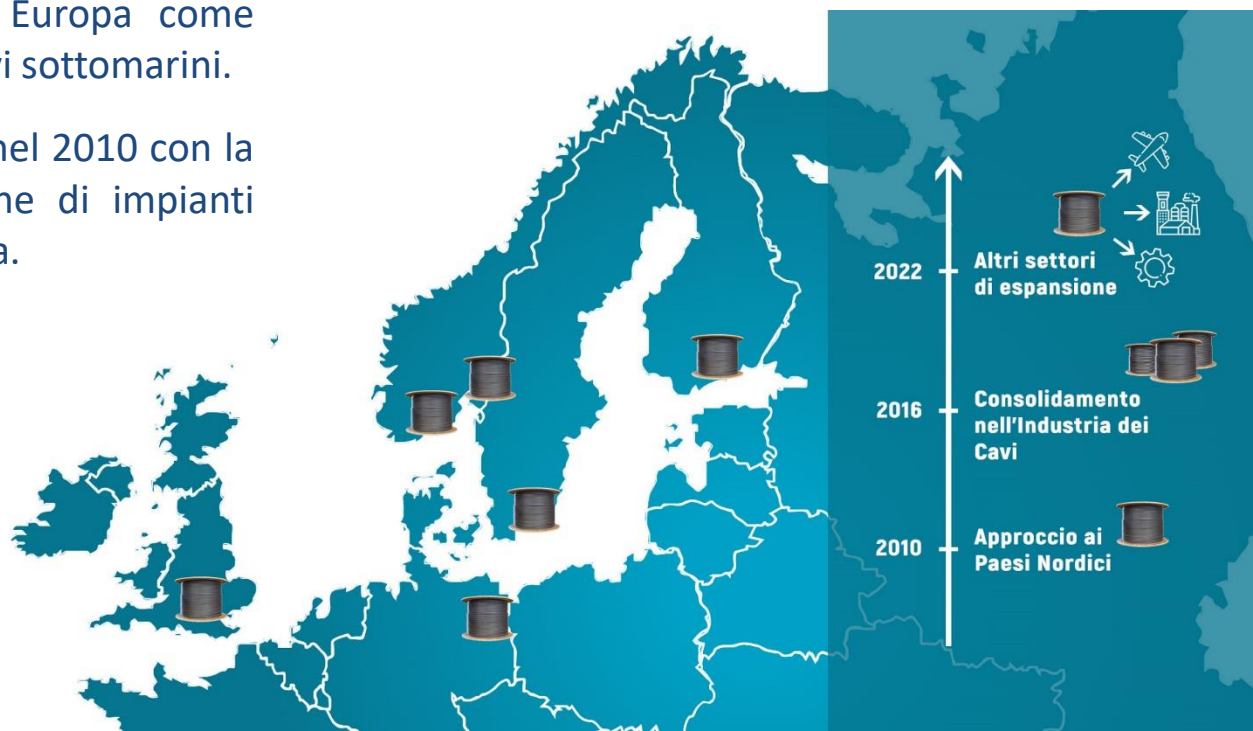 Europa come
vi sottomarini.
nel 2010 con la
ne di impianti
a.
2022
Altri settori
di espansione
2016
Consolidamento
nell'Industria dei
Cavi
2010
Approccio ai
Paesi Nordici